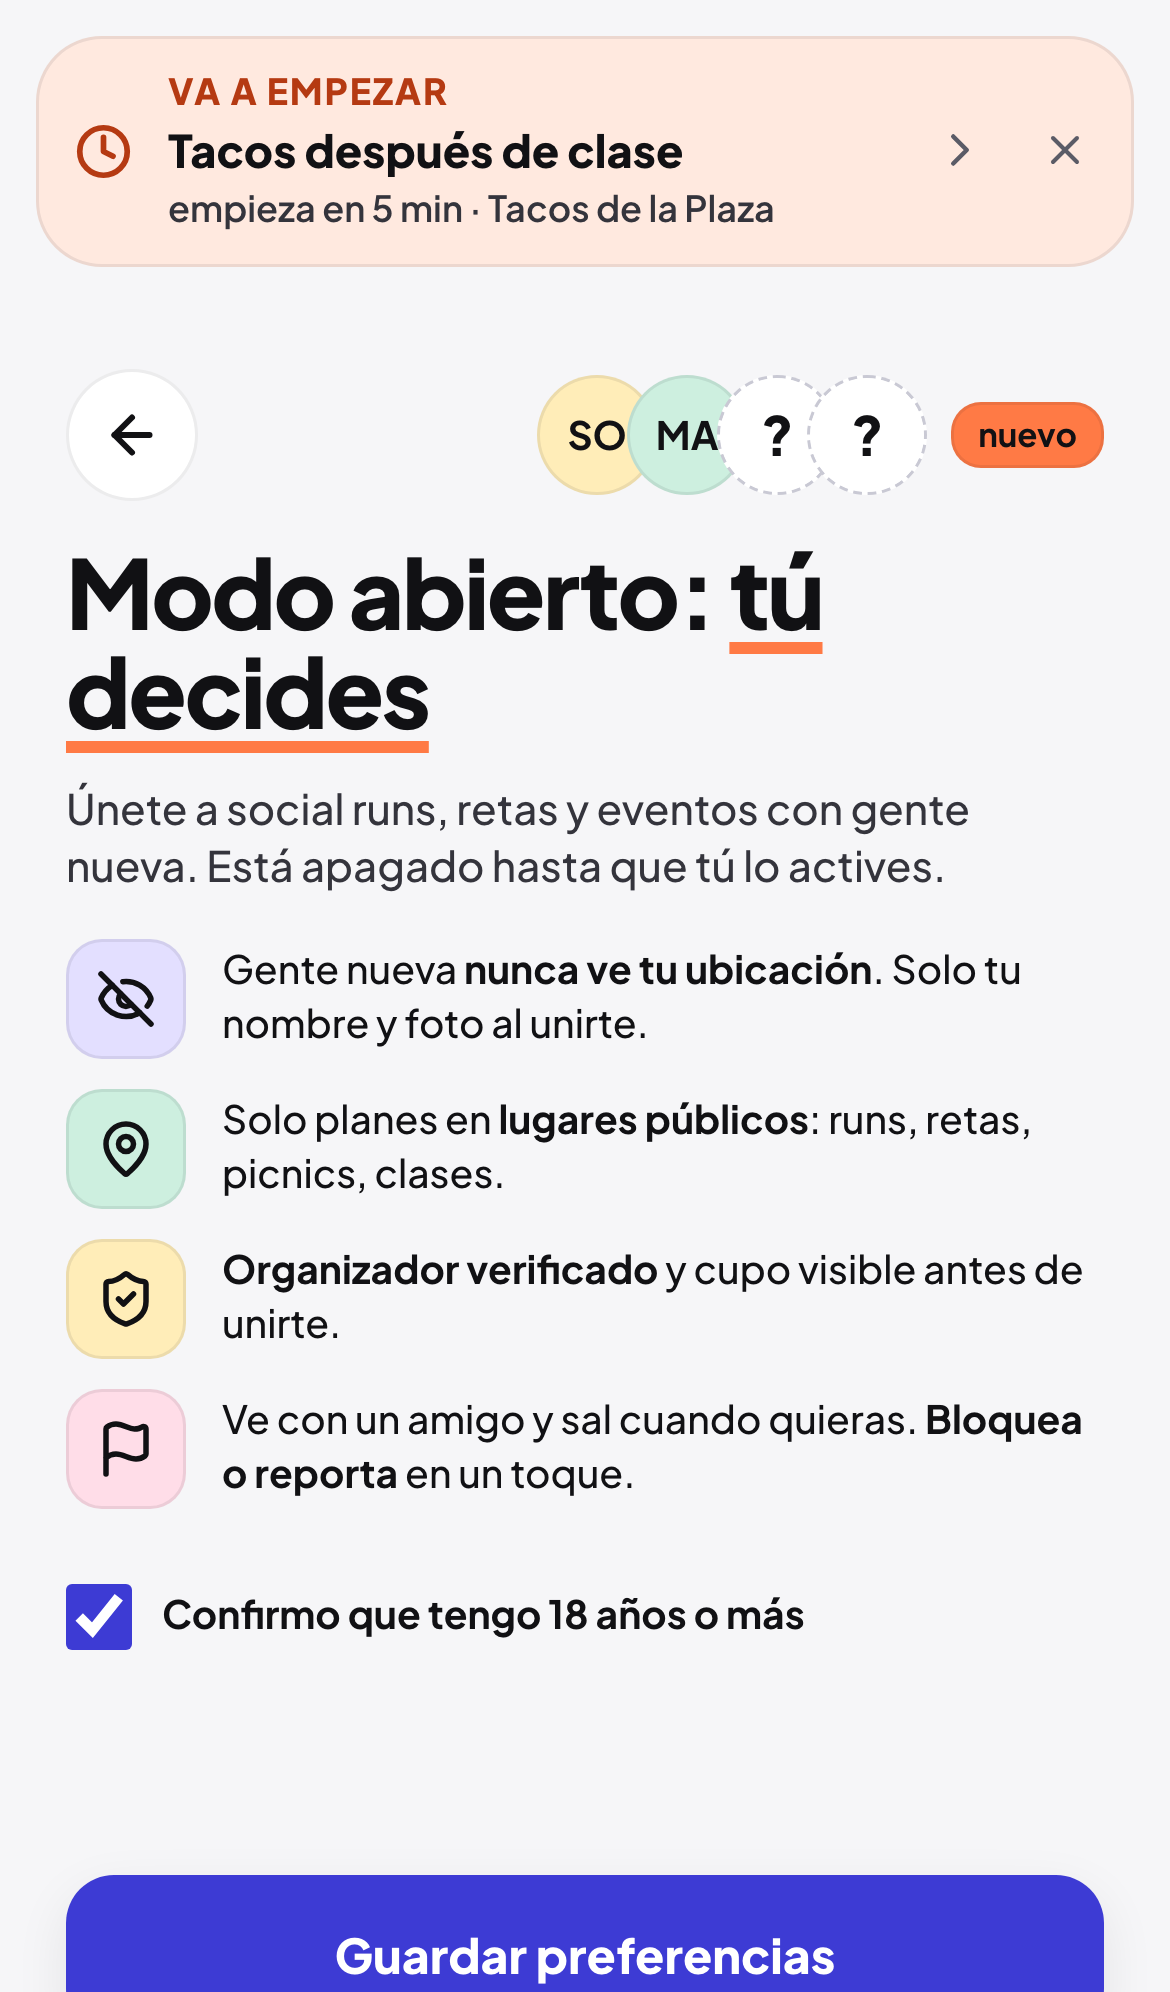 VA A EMPEZAR
Tacos después de clase
empieza en 5 min · Tacos de la Plaza
SO MA ? ? nuevo
Modo abierto: tú
decides
Únete a social runs, retas y eventos con gente
nueva. Está apagado hasta que tú lo actives.
Gente nueva nunca ve tu ubicación. Solo tu
nombre y foto al unirte.
Solo planes en lugares públicos: runs, retas,
picnics, clases.
Organizador verificado y cupo visible antes de
unirte.
Ve con un amigo y sal cuando quieras. Bloquea
o reporta en un toque.
Confirmo que tengo 18 años o más
Guardar preferencias